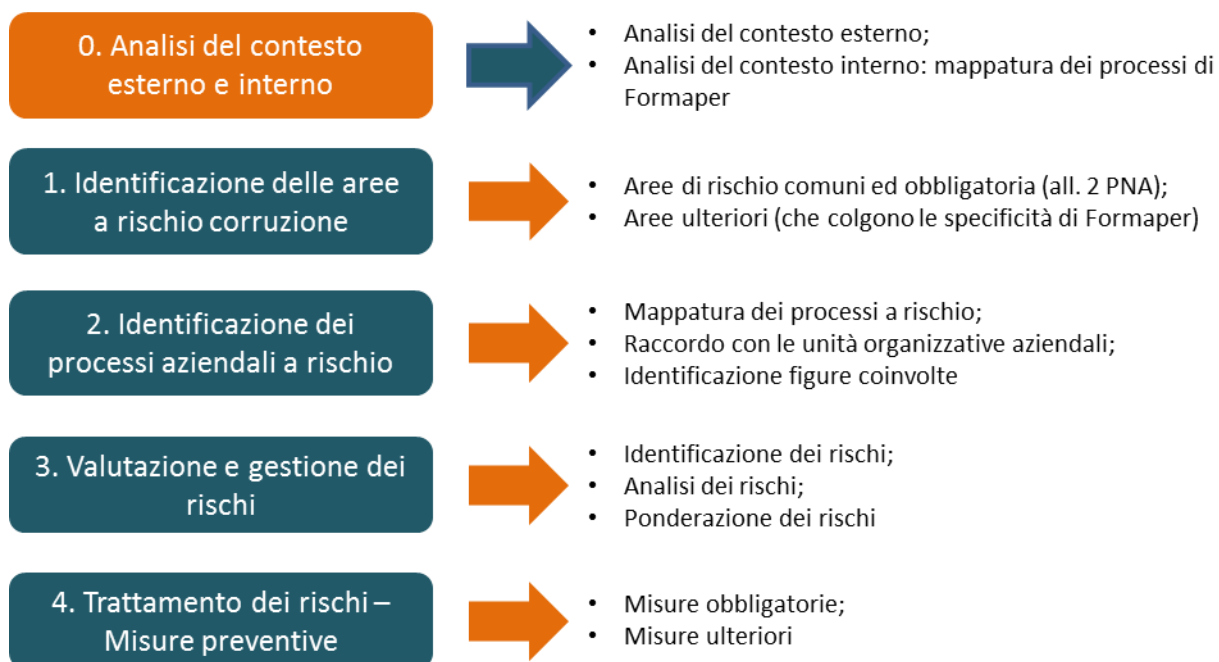 0. Analisi del contesto
esterno e interno
• Analisi del contesto esterno;
• Analisi del contesto interno: mappatura dei processi di
Formaper
1. Identificazione delle aree
a rischio corruzione
• Aree di rischio comuni ed obbligatoria (all. 2 PNA);
• Aree ulteriori (che colgono le specificità di Formaper)
2. Identificazione dei
processi aziendali a rischio
• Mappatura dei processi a rischio;
• Raccordo con le unità organizzative aziendali;
• Identificazione figure coinvolte
3. Valutazione e gestione dei
rischi
• Identificazione dei rischi;
• Analisi dei rischi;
• Ponderazione dei rischi
4. Trattamento dei rischi –
Misure preventive
• Misure obbligatorie;
• Misure ulteriori